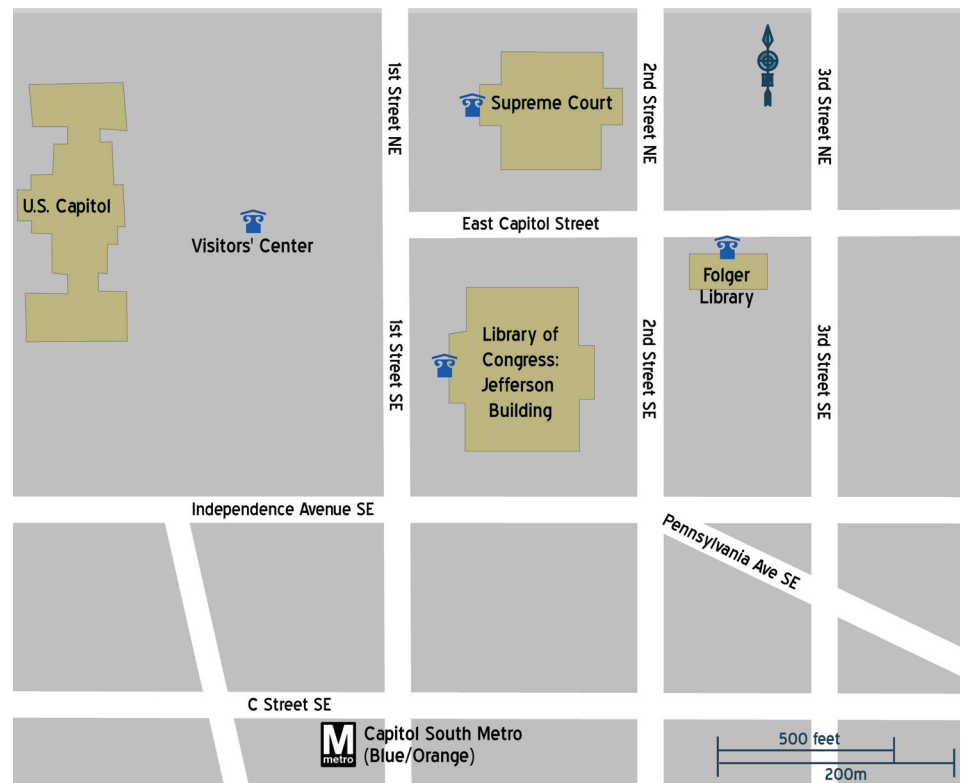 1st Street NE
Supreme Court
2nd Street NE
3rd Street NE
U.S. Capitol
Visitors' Center
East Capitol Street
Folger
Library
1st Street SE
Library of
Congress:
Jefferson
Building
2nd Street SE
3rd Street SE
Independence Avenue SE
Pennsylvania Ave SE
C Street SE
M
metro
Capitol South Metro
(Blue/Orange)
500 feet
200m